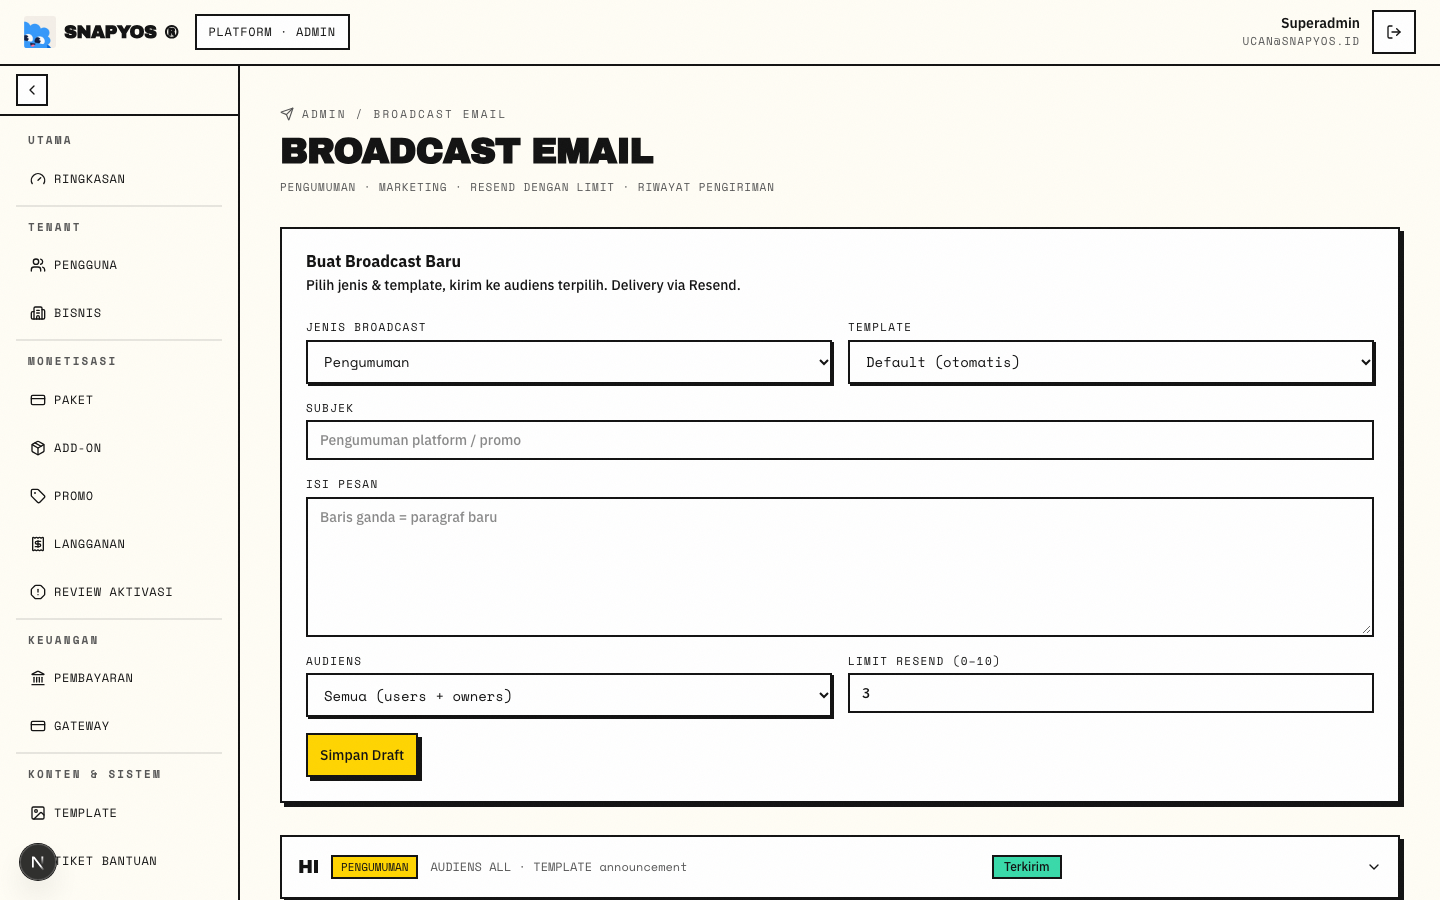 SNAPYOS ®
PLATFORM · ADMIN
Superadmin
UCAN@SNAPYOS.ID
UTAMA
RINGKASAN
TENANT
PENGGUNA
BISNIS
MONETISASI
PAKET
ADD-ON
PROMO
LANGGANAN
REVIEW AKTIVASI
KEUANGAN
PEMBAYARAN
GATEWAY
KONTEN & SISTEM
TEMPLATE
TIKET BANTUAN
N
ADMIN / BROADCAST EMAIL
BROADCAST EMAIL
PENGUMUMAN · MARKETING · RESEND DENGAN LIMIT · RIWAYAT PENGIRIMAN
Buat Broadcast Baru
Pilih jenis & template, kirim ke audiens terpilih. Delivery via Resend.
JENIS BROADCAST
Pengumuman
TEMPLATE
Default (otomatis)
SUBJEK
Pengumuman platform / promo
ISI PESAN
Baris ganda = paragraf baru
AUDIENS
Semua (users + owners)
LIMIT RESEND (0–10)
3
Simpan Draft
HI PENGUMUMAN AUDIENS ALL · TEMPLATE announcement Terkirim